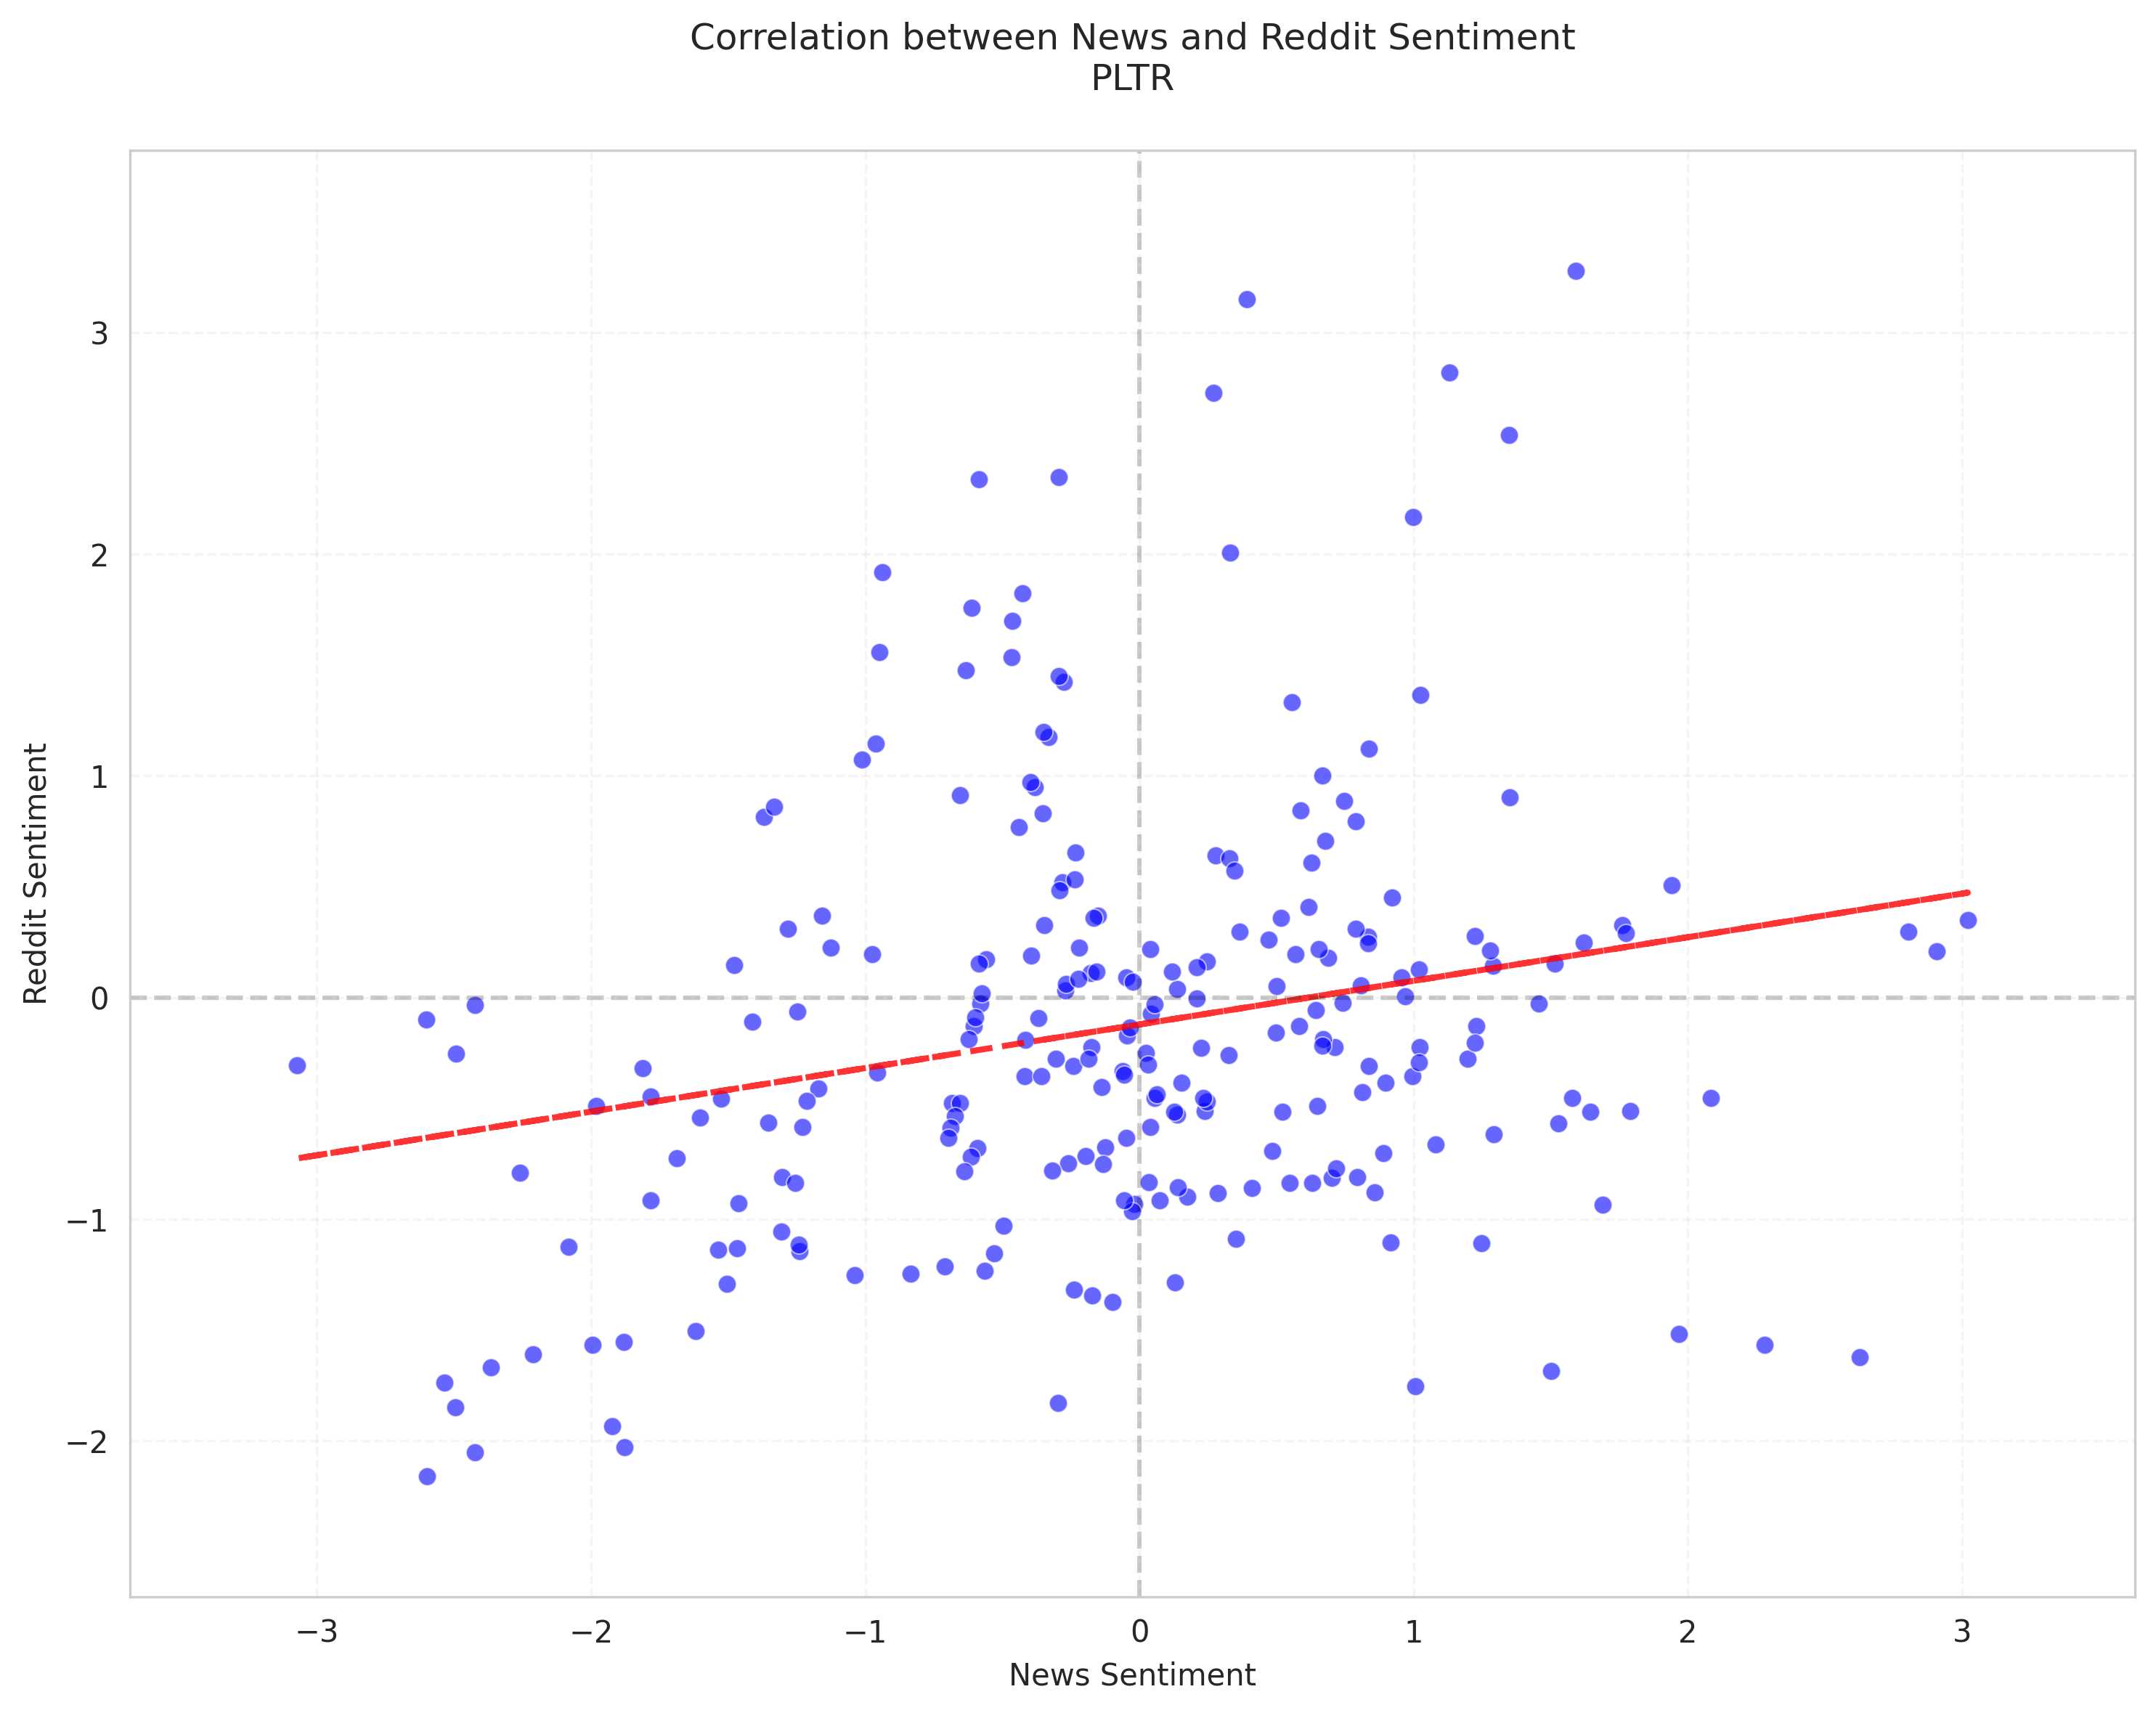 Correlation between News and Reddit Sentiment
PLTR
Reddit Sentiment
3
2
1
0
−1
−2
−3 −2 −1 0 1 2 3
News Sentiment